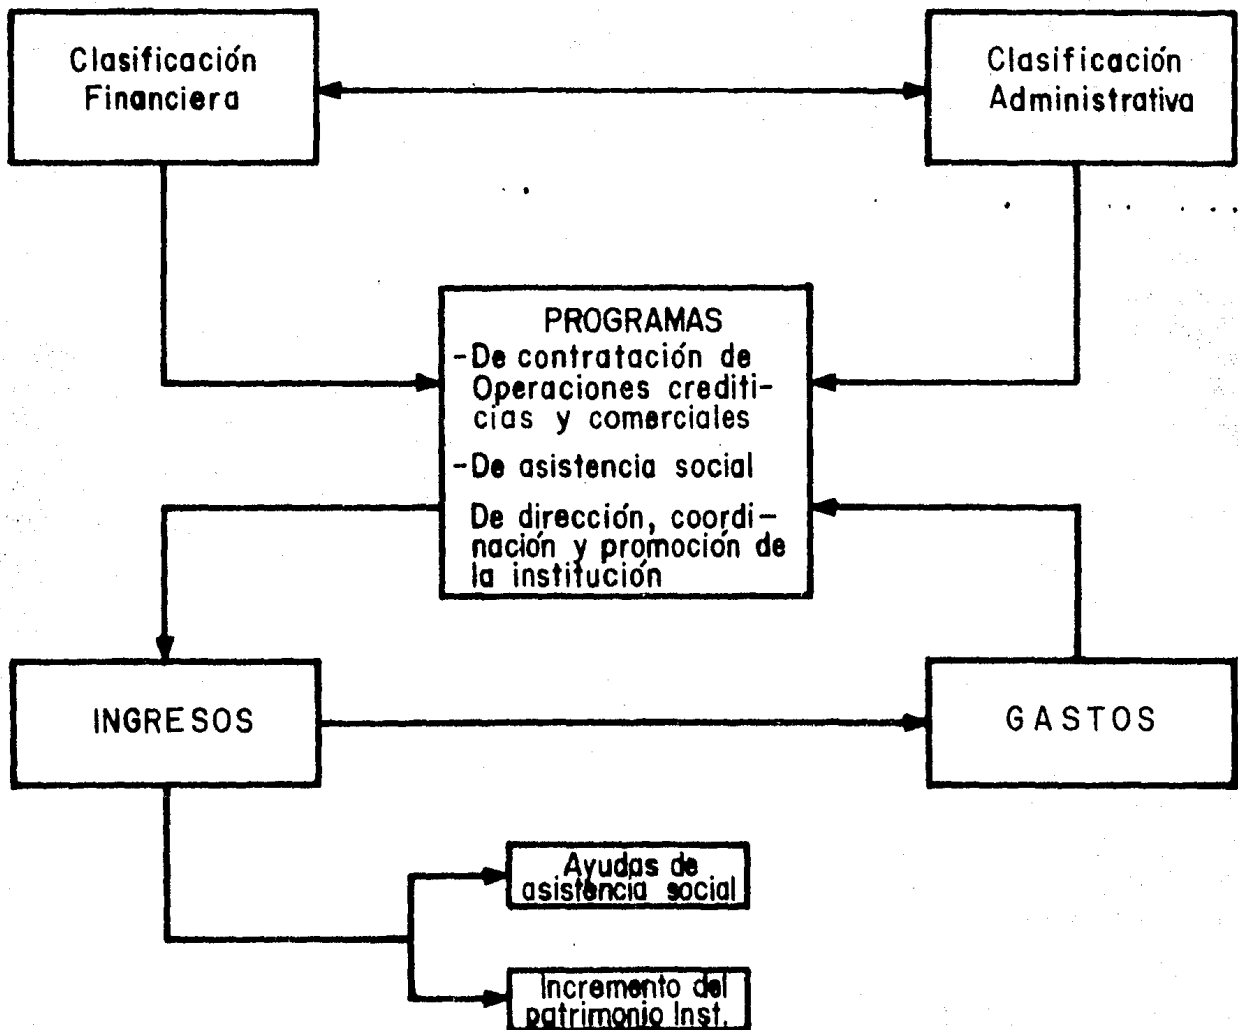 Clasificación
Financiera
Clasificación
Administrativa
PROGRAMAS
-De contratación de
Operaciones crediti-
cias y comerciales
-De asistencia social
De dirección, coordi-
nación y promoción de
la institución
INGRESOS
GASTOS
Ayudas de
asistencia social
Incremento del
patrimonio Inst.